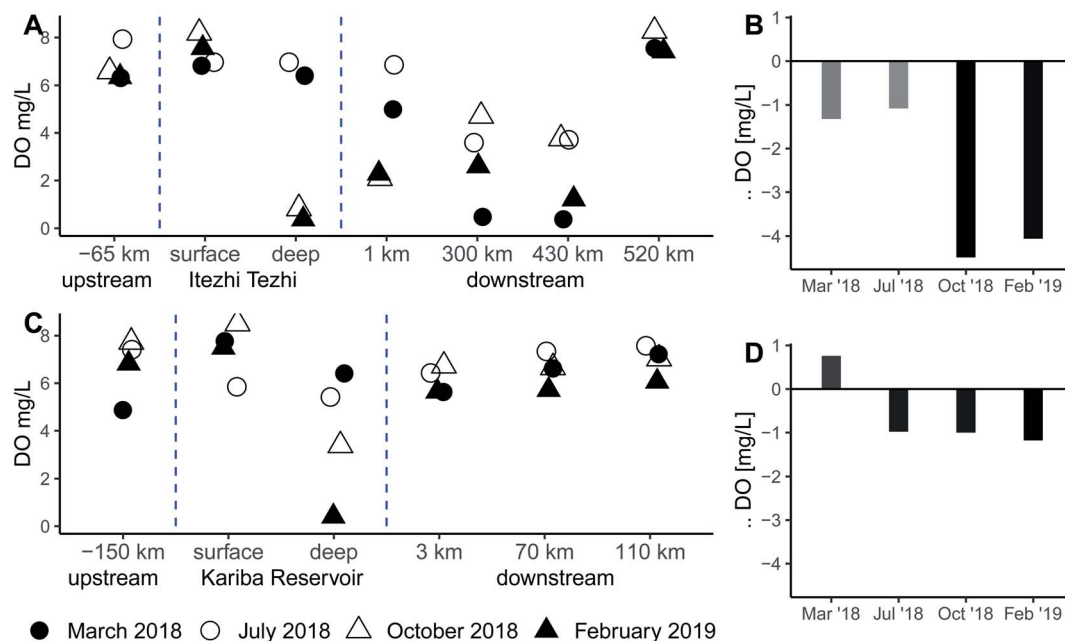 A
DO mg/L
8
6
4
2
0
−65 km surface deep 1 km 300 km 430 km 520 km
upstream Itezhi Tezhi downstream
B
.. DO [mg/L]
1
0
−1
−2
−3
−4
Mar '18 Jul '18 Oct '18 Feb '19
C
DO mg/L
8
6
4
2
0
−150 km surface deep 3 km 70 km 110 km
upstream Kariba Reservoir downstream
D
.. DO [mg/L]
1
0
−1
−2
−3
−4
Mar '18 Jul '18 Oct '18 Feb '19
March 2018 July 2018 October 2018 February 2019